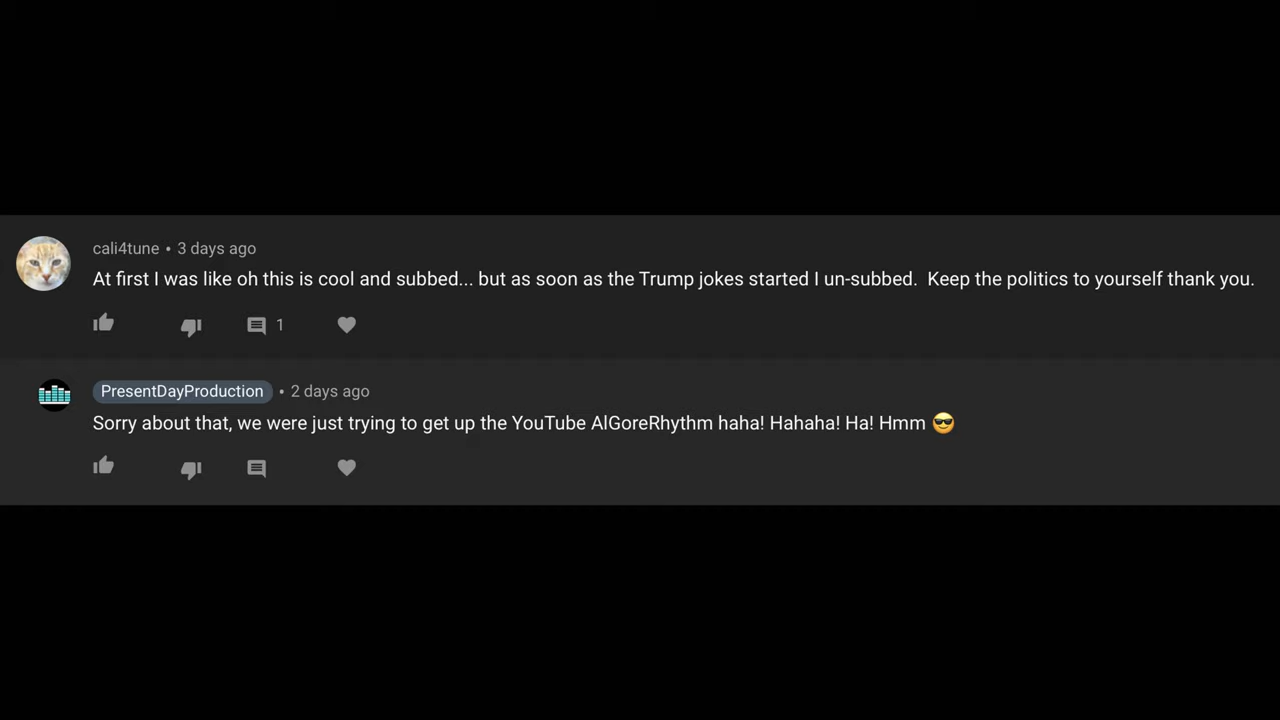 cali4tune • 3 days ago
At first I was like oh this is cool and subbed... but as soon as the Trump jokes started I un-subbed.  Keep the politics to yourself thank you.
1
PresentDayProduction • 2 days ago
Sorry about that, we were just trying to get up the YouTube AlGoreRhythm haha! Hahaha! Ha! Hmm 😎